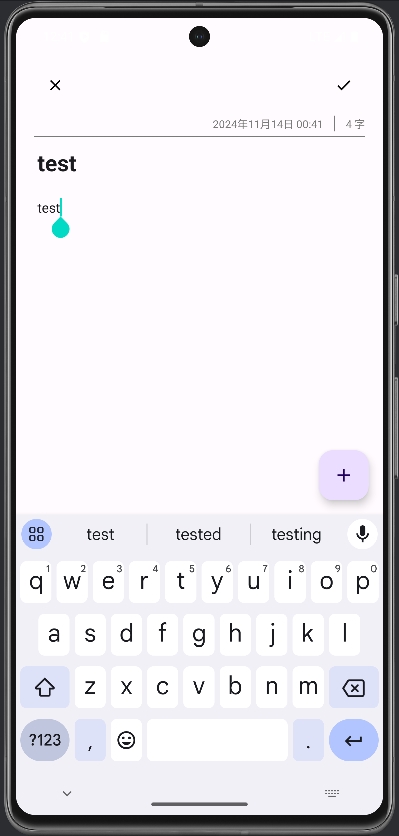 2024年11月14日 00:41 4 字
test
test
test tested testing
q1 w2 e3 r4 t5 y6 u7 i8 o9 p0
a s d f g h j k l
z x c v b n m
?123 , .